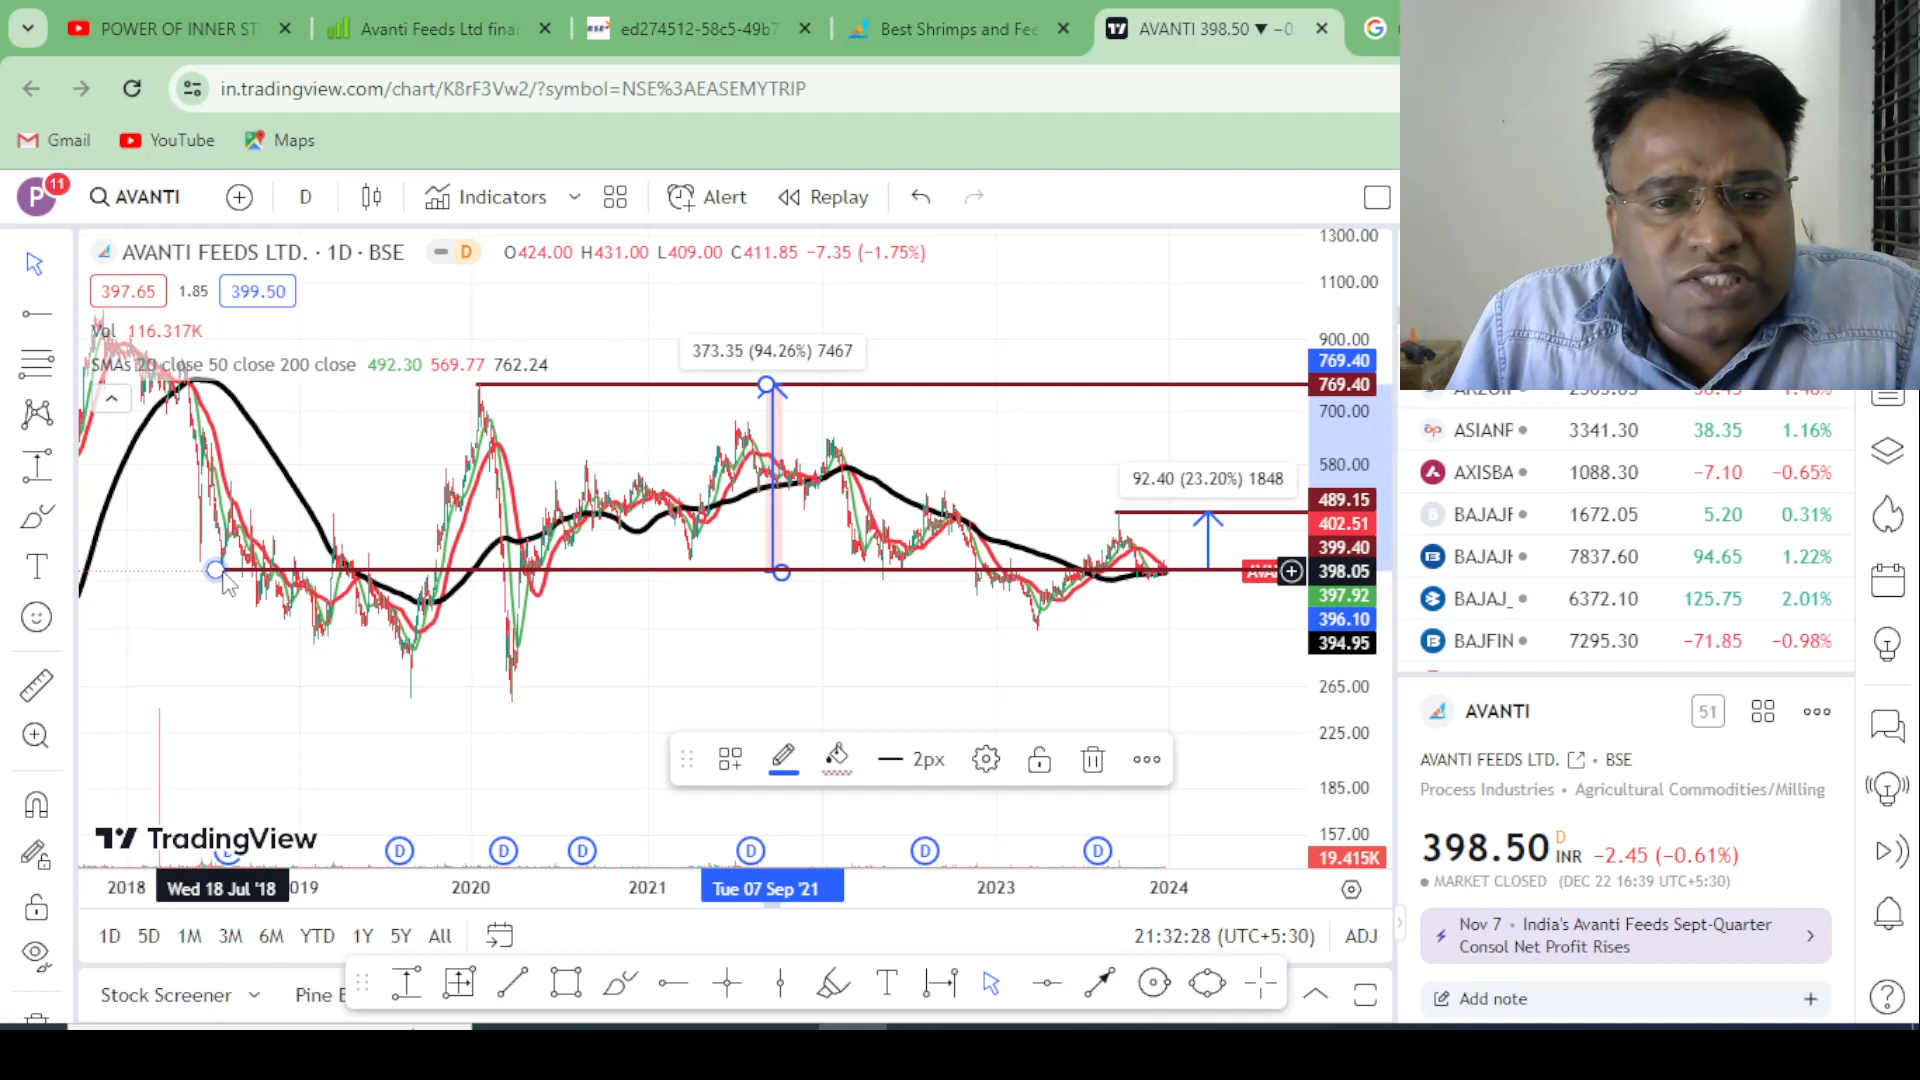 POWER OF INNER ST
Avanti Feeds Ltd fina
BSE
ed274512-58c5-49b7
Best Shrimps and Fee
AVANTI 398.50 ▼ −0
in.tradingview.com/chart/K8rF3Vw2/?symbol=NSE%3AEASEMYTRIP
Gmail
YouTube
Maps
P
11
AVANTI
D
Indicators
Alert
Replay
AVANTI FEEDS LTD. · 1D · BSE
D
O424.00 H431.00 L409.00 C411.85 −7.35 (−1.75%)
397.65
1.85
399.50
Vol 116.317K
SMAs 20 close 50 close 200 close 492.30 569.77 762.24
373.35 (94.26%) 7467
92.40 (23.20%) 1848
1300.00
1100.00
900.00
769.40
769.40
700.00
580.00
489.15
402.51
399.40
398.05
397.92
396.10
394.95
265.00
225.00
185.00
157.00
19.415K
2px
TradingView
D
D
D
D
D
D
2018
Wed 18 Jul '18
019
2020
2021
Tue 07 Sep '21
2023
2024
1D 5D 1M 3M 6M YTD 1Y 5Y All
21:32:28 (UTC+5:30)
ADJ
Stock Screener
Pine E
ASIANP 3341.30 38.35 1.16%
AXISBA 1088.30 −7.10 −0.65%
BAJAJF 1672.05 5.20 0.31%
BAJAJH 7837.60 94.65 1.22%
BAJAJ_ 6372.10 125.75 2.01%
BAJFIN 7295.30 −71.85 −0.98%
AVANTI
51
AVANTI FEEDS LTD. • BSE
Process Industries • Agricultural Commodities/Milling
398.50 D INR −2.45 (−0.61%)
MARKET CLOSED (DEC 22 16:39 UTC+5:30)
Nov 7 • India's Avanti Feeds Sept-Quarter
Consol Net Profit Rises
Add note